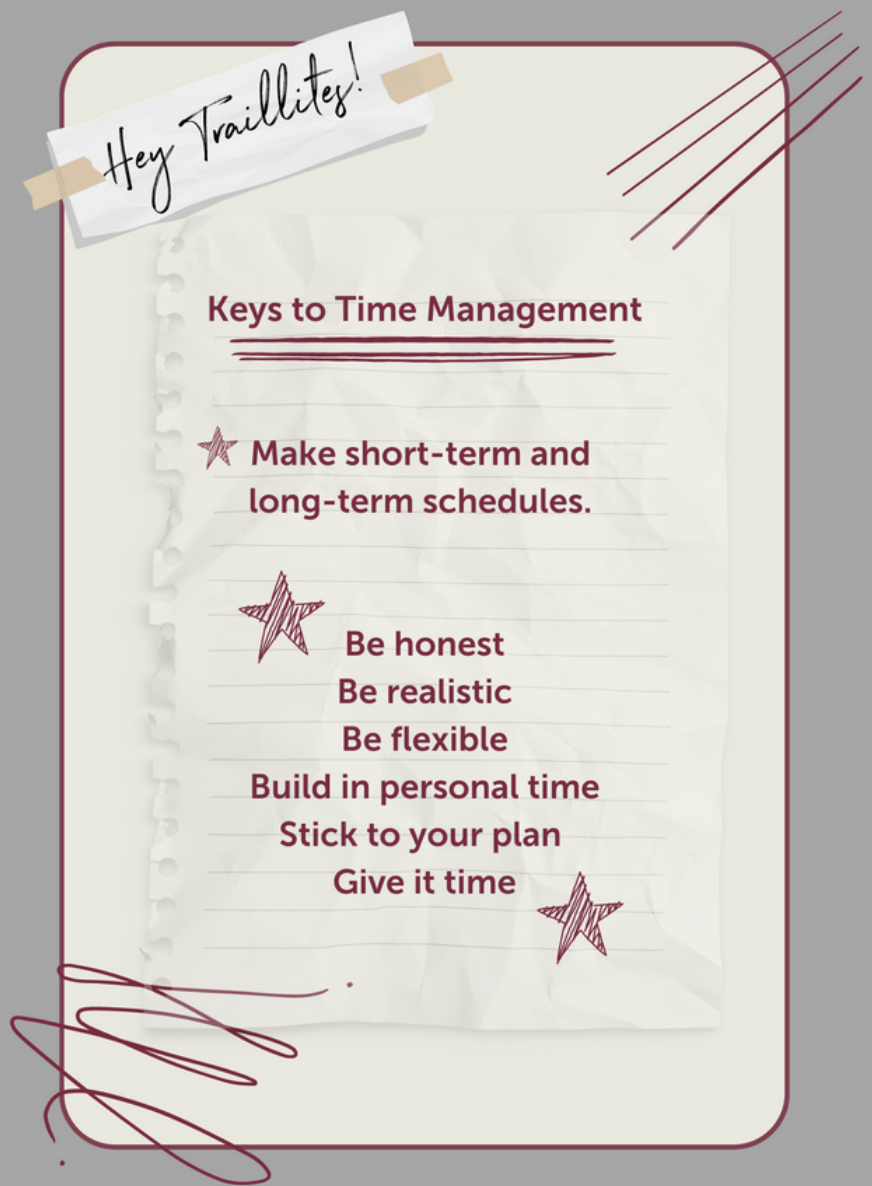 Hey Traillites!
Keys to Time Management
Make short-term and
long-term schedules.
Be honest
Be realistic
Be flexible
Build in personal time
Stick to your plan
Give it time